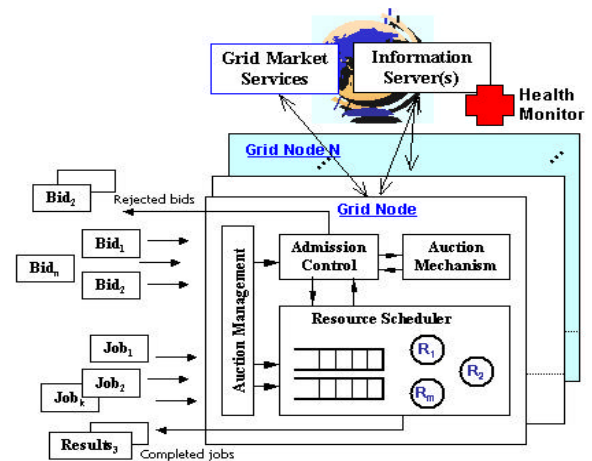 Grid Market
Services
Information
Server(s)
Health
Monitor
Grid Node N
...
...
Bid2
Rejected bids
Grid Node
Bid1
Bidn
Bid2
Auction Management
Admission
Control
Auction
Mechanism
Resource Scheduler
R1
R2
Rm
Job1
Job2
Jobk
Results3
Completed jobs